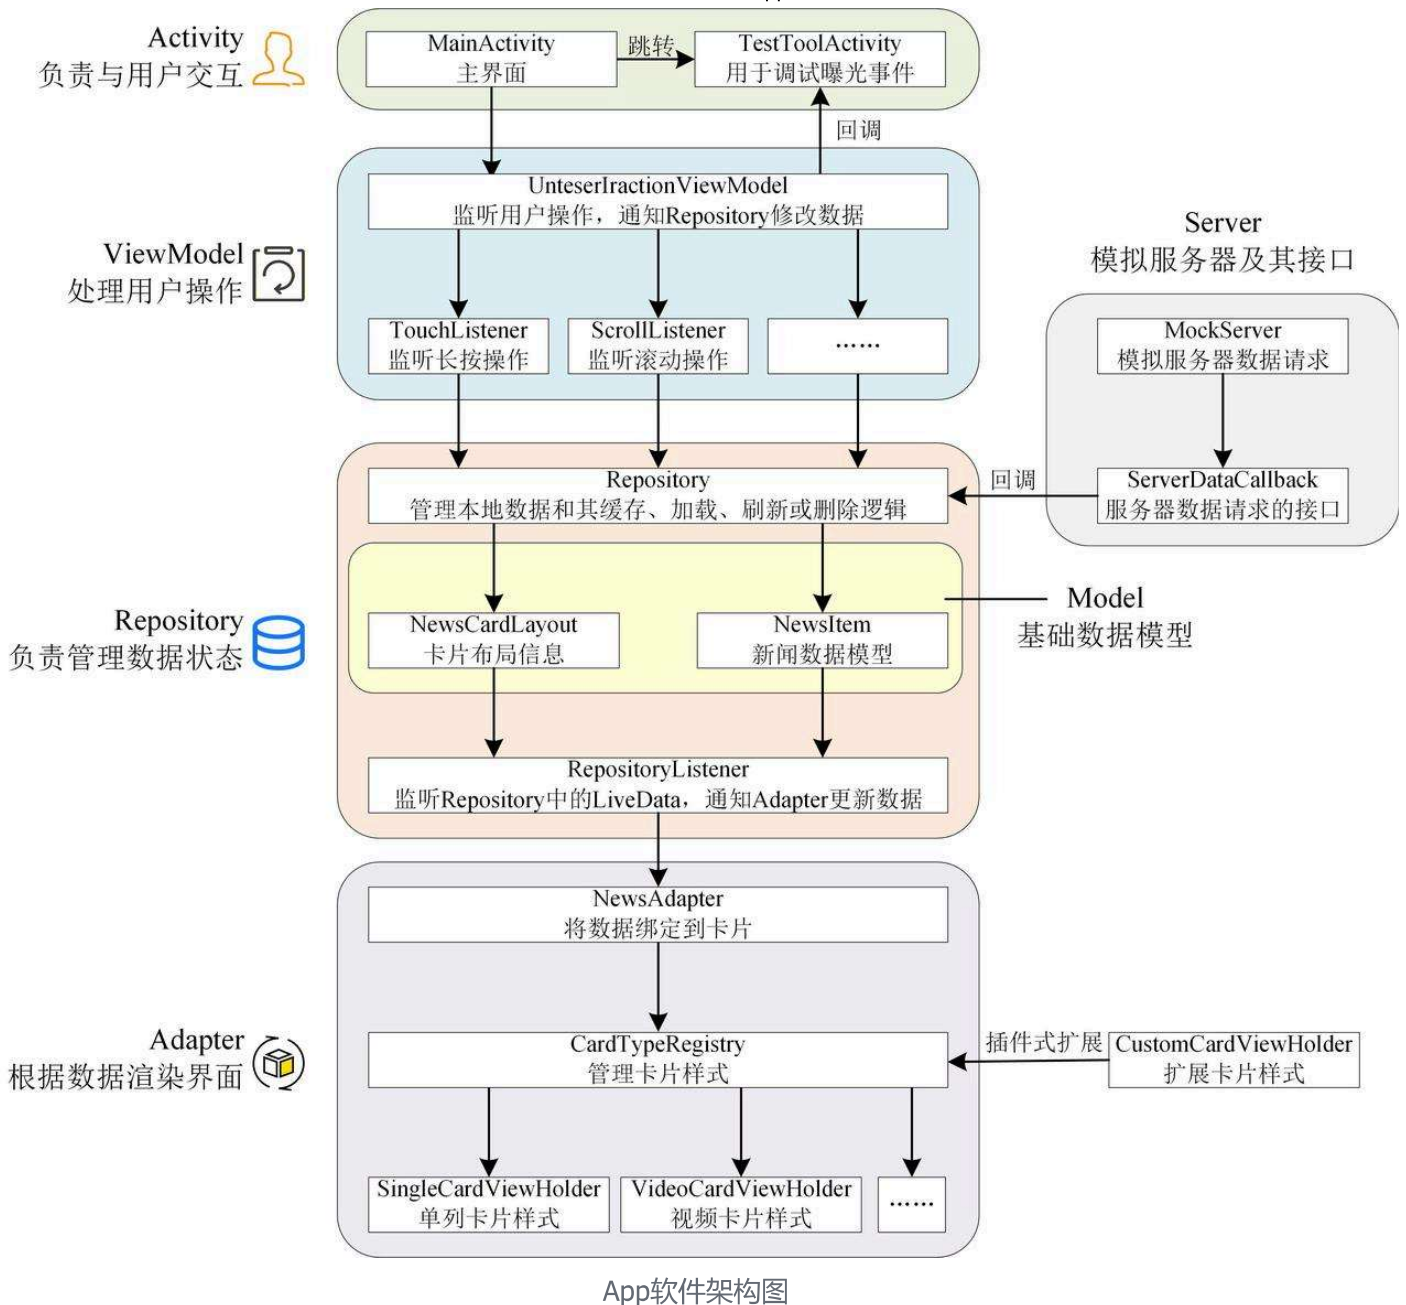 Activity
负责与用户交互
MainActivity
主界面
跳转
TestToolActivity
用于调试曝光事件
回调
ViewModel
处理用户操作
UnteserIractionViewModel
监听用户操作，通知Repository修改数据
TouchListener
监听长按操作
ScrollListener
监听滚动操作
……
Server
模拟服务器及其接口
MockServer
模拟服务器数据请求
ServerDataCallback
服务器数据请求的接口
回调
Repository
负责管理数据状态
Repository
管理本地数据和其缓存、加载、刷新或删除逻辑
NewsCardLayout
卡片布局信息
NewsItem
新闻数据模型
Model
基础数据模型
RepositoryListener
监听Repository中的LiveData，通知Adapter更新数据
Adapter
根据数据渲染界面
NewsAdapter
将数据绑定到卡片
CardTypeRegistry
管理卡片样式
插件式扩展
CustomCardViewHolder
扩展卡片样式
SingleCardViewHolder
单列卡片样式
VideoCardViewHolder
视频卡片样式
……
App软件架构图